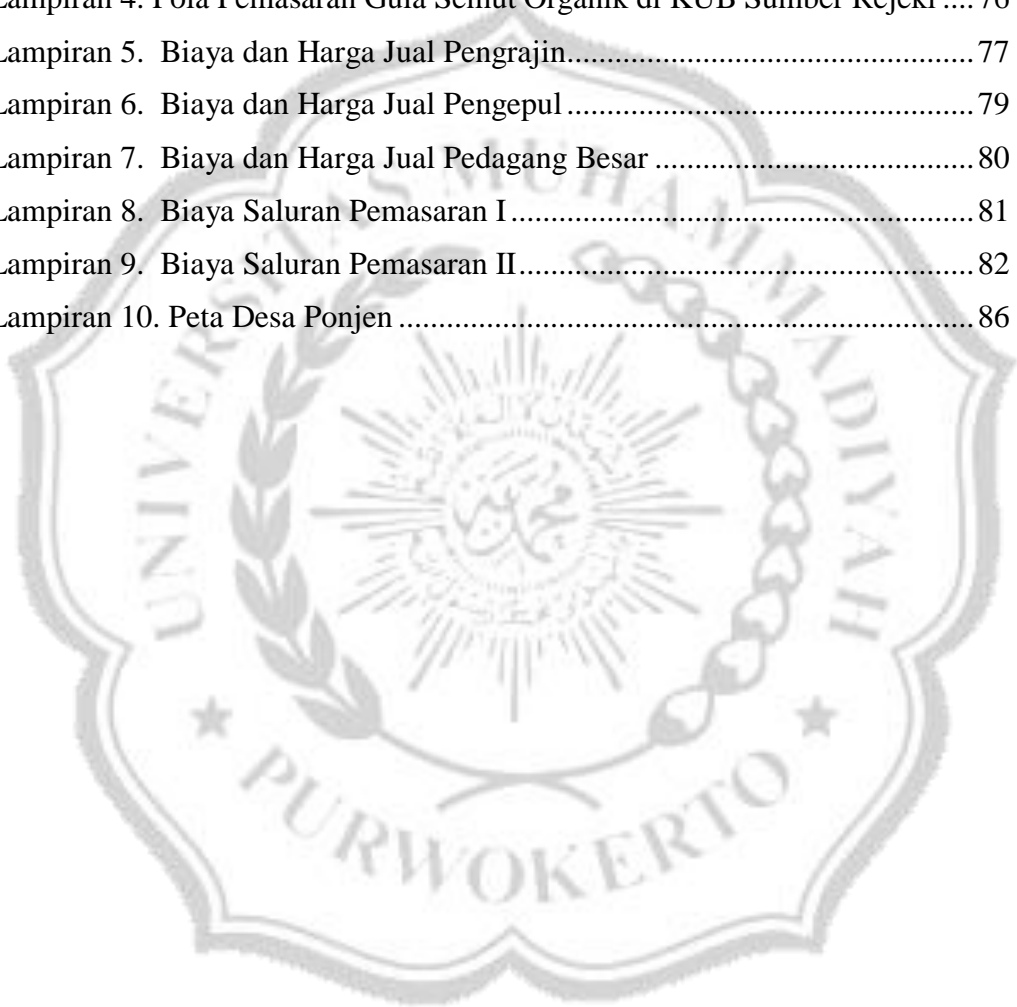 Lampiran 4. Pola Pemasaran Gula Semut Organik di KUB Sumber Rejeki .... 76
Lampiran 5.  Biaya dan Harga Jual Pengrajin............................................ 77
Lampiran 6.  Biaya dan Harga Jual Pengepul ............................................ 79
Lampiran 7.  Biaya dan Harga Jual Pedagang Besar .................................. 80
Lampiran 8.  Biaya Saluran Pemasaran I .................................................. 81
Lampiran 9.  Biaya Saluran Pemasaran II................................................. 82
Lampiran 10. Peta Desa Ponjen ............................................................... 86
UNIVERSITAS MUHAMMADIYAH
PURWOKERTO